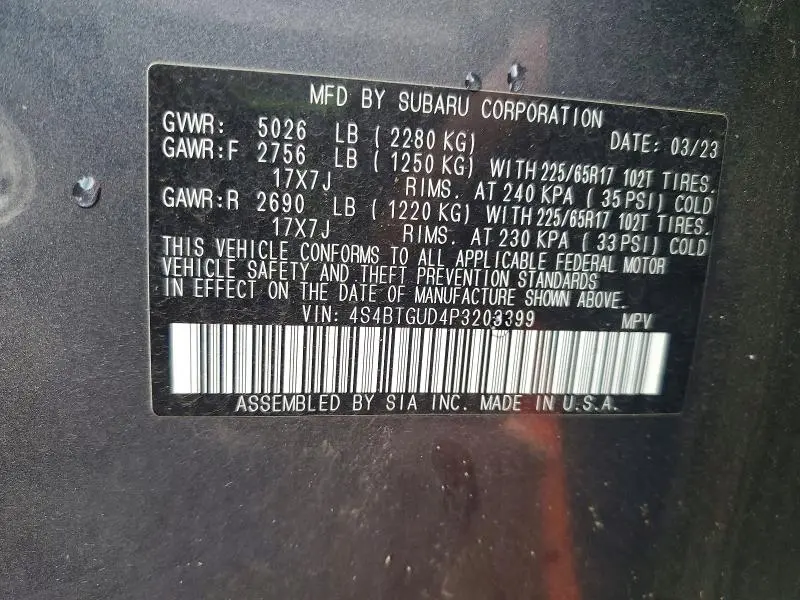 MFD BY SUBARU CORPORATION
GVWR: 5026 LB ( 2280 KG) DATE: 03/23
GAWR:F 2756 LB ( 1250 KG) WITH 225/65R17 102T TIRES.
17X7J RIMS. AT 240 KPA ( 35 PSI) COLD
GAWR:R 2690 LB ( 1220 KG) WITH 225/65R17 102T TIRES.
17X7J RIMS. AT 230 KPA ( 33 PSI) COLD
THIS VEHICLE CONFORMS TO ALL APPLICABLE FEDERAL MOTOR
VEHICLE SAFETY AND THEFT PREVENTION STANDARDS
IN EFFECT ON THE DATE OF MANUFACTURE SHOWN ABOVE.
VIN: 4S4BTGUD4P3203399 MPV
ASSEMBLED BY SIA INC. MADE IN U.S.A.